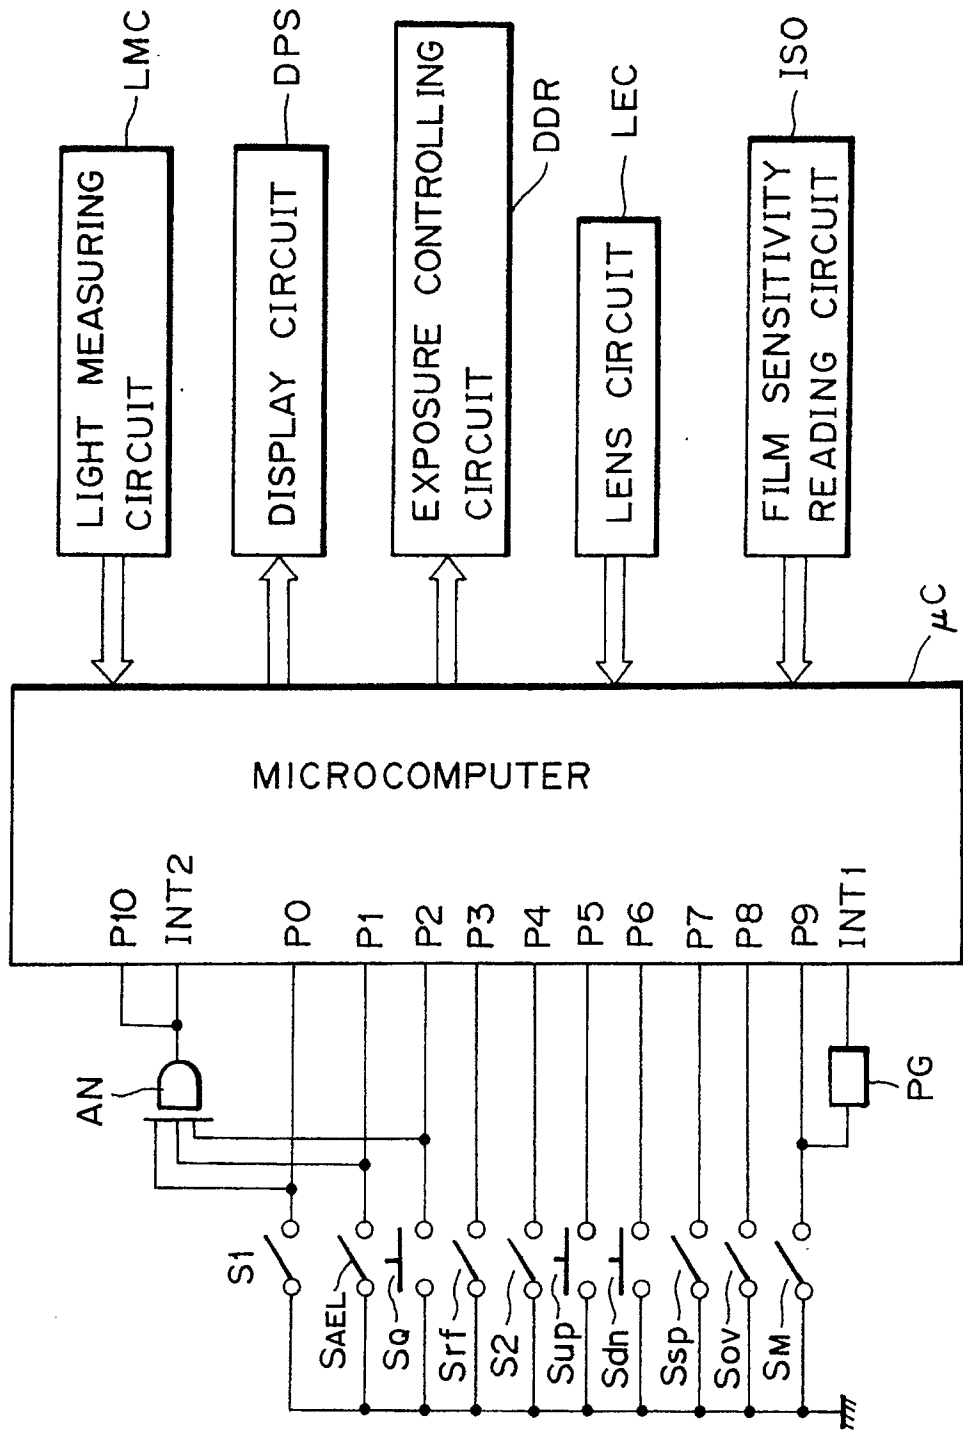 LIGHT MEASURING
CIRCUIT
LMC
DISPLAY CIRCUIT
DPS
EXPOSURE CONTROLLING
CIRCUIT
DDR
LENS CIRCUIT
LEC
FILM SENSITIVITY
READING CIRCUIT
ISO
μC
MICROCOMPUTER
P10
INT2
P0
P1
P2
P3
P4
P5
P6
P7
P8
P9
INT1
AN
PG
S1
SAEL
SQ
Srf
S2
Sup
Sdn
Ssp
Sov
SM